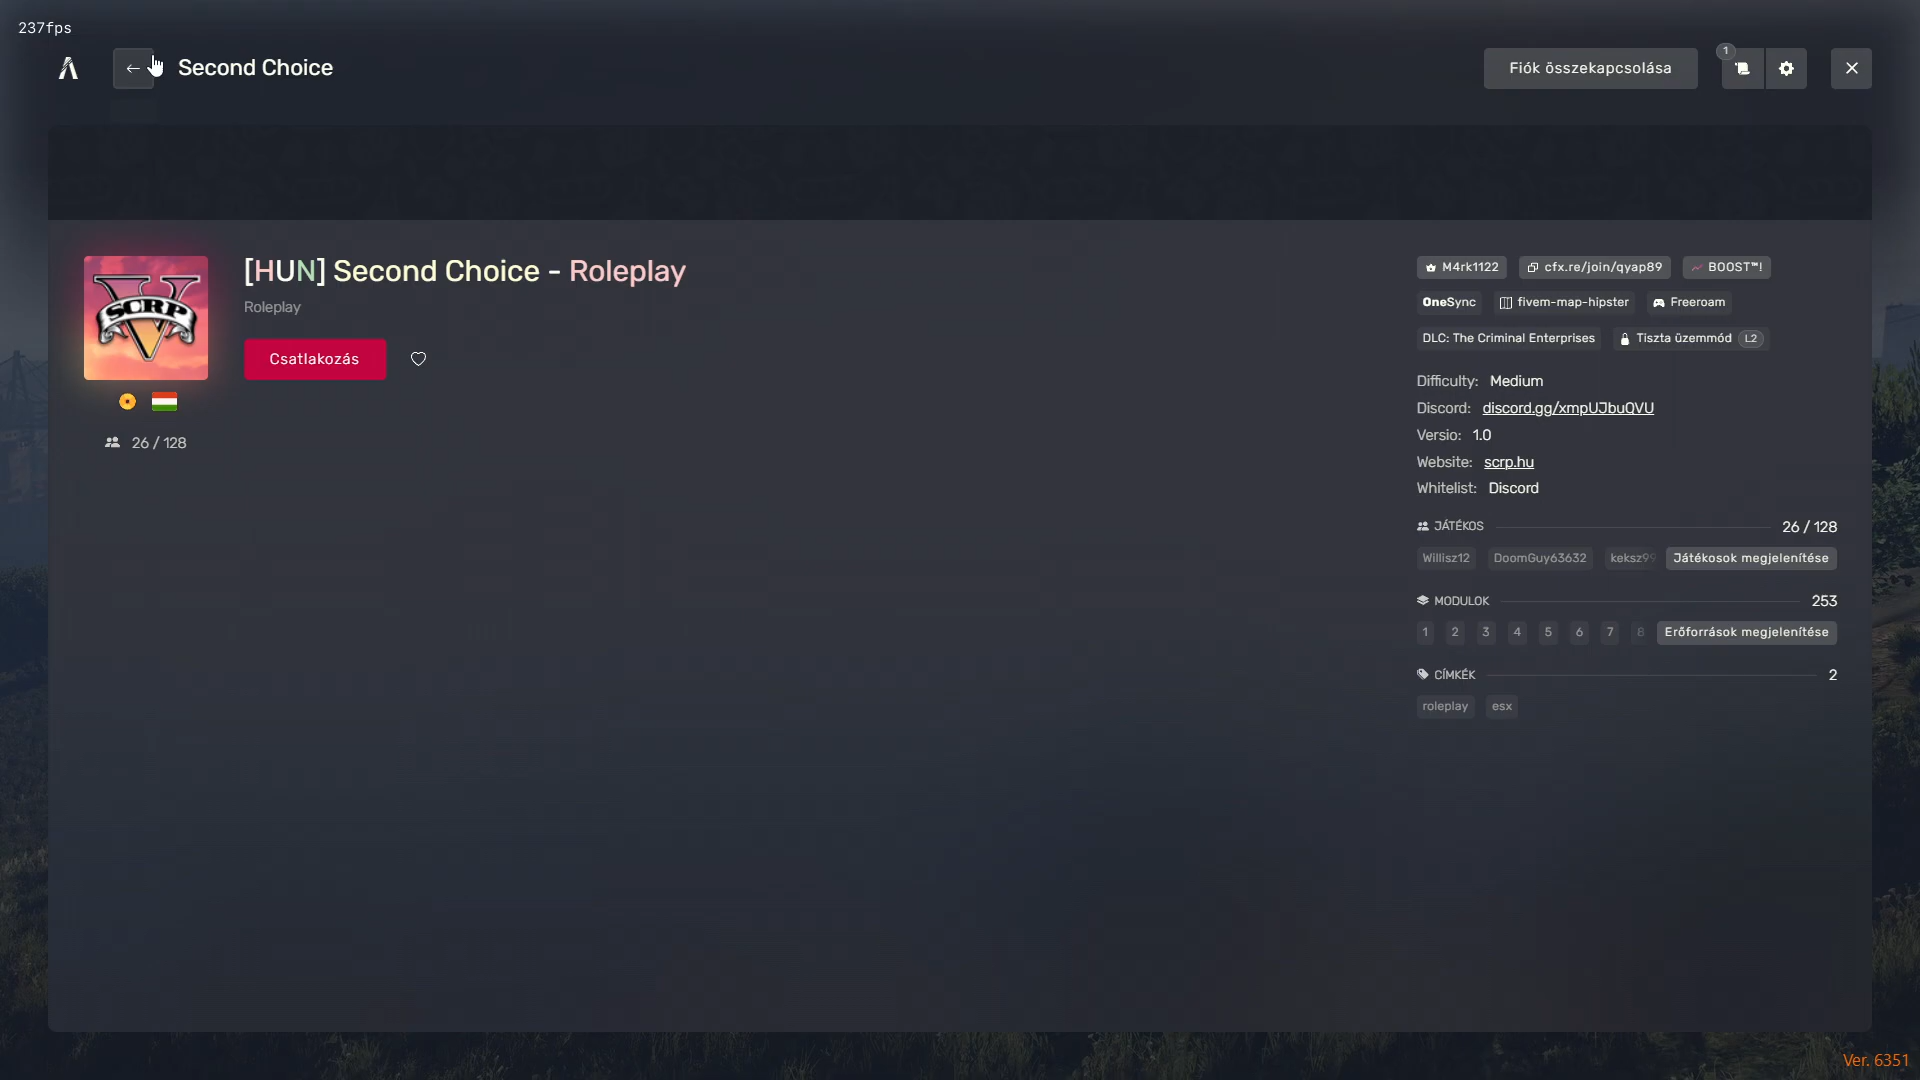 237fps
Second Choice
Fiók összekapcsolása
1
SCRP
V
[HUN] Second Choice - Roleplay
Roleplay
Csatlakozás
26 / 128
M4rk1122
cfx.re/join/qyap89
BOOST™!
OneSync
fivem-map-hipster
Freeroam
DLC: The Criminal Enterprises
Tiszta üzemmód L2
Difficulty: Medium
Discord: discord.gg/xmpUJbuQVU
Versio: 1.0
Website: scrp.hu
Whitelist: Discord
JÁTÉKOS 26 / 128
Willisz12 DoomGuy63632 keksz99 Játékosok megjelenítése
MODULOK 253
1 2 3 4 5 6 7 8 Erőforrások megjelenítése
CÍMKÉK 2
roleplay esx
Ver. 6351